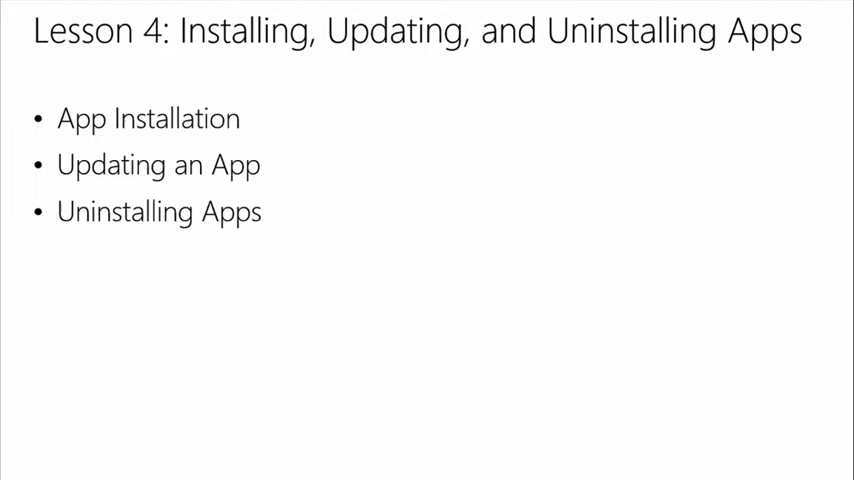 Lesson 4: Installing, Updating, and Uninstalling Apps
• App Installation
• Updating an App
• Uninstalling Apps